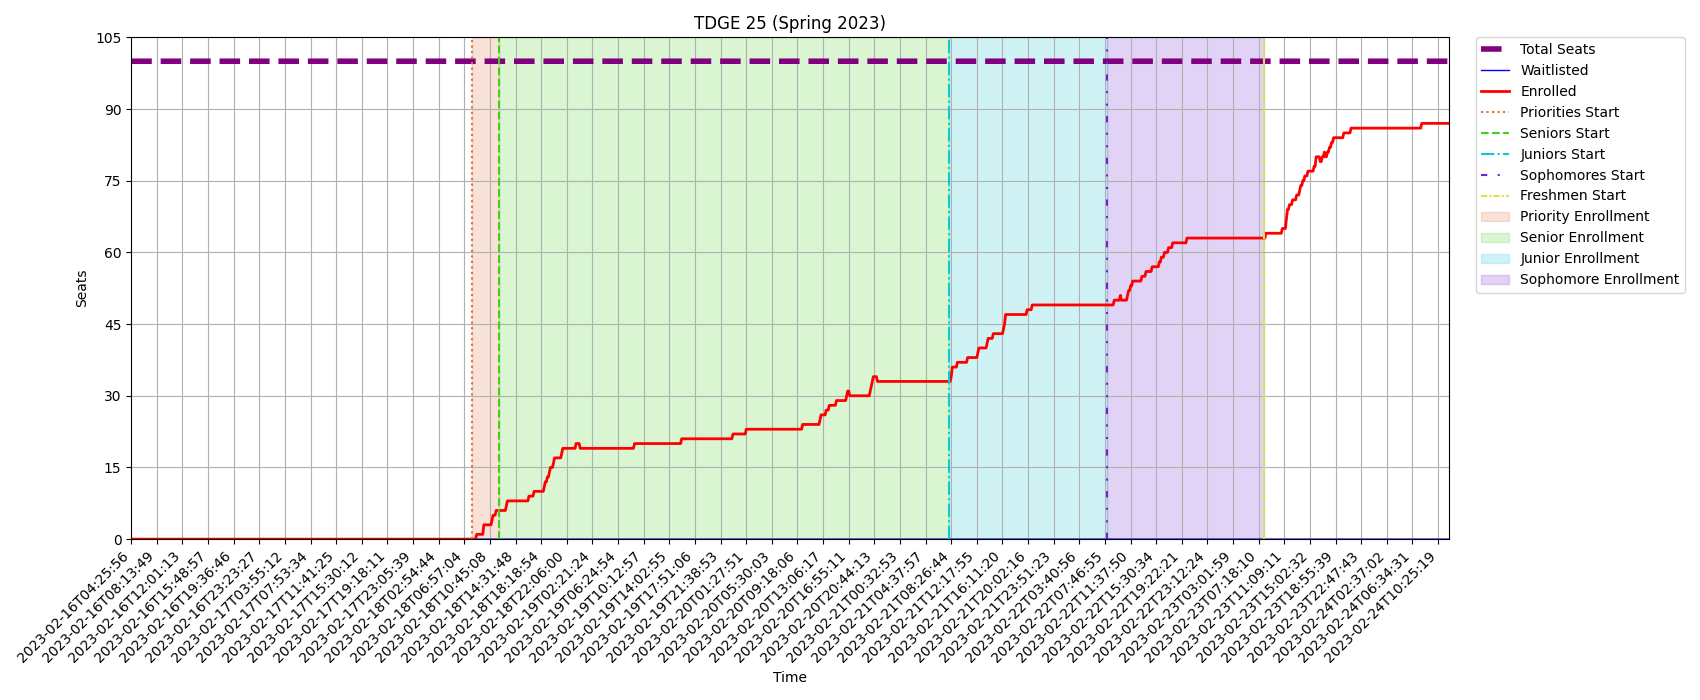 TDGE 25 (Spring 2023)
105
90
75
60
45
30
15
0
Seats
2023-02-16T04:25:56
2023-02-16T08:13:49
2023-02-16T12:01:13
2023-02-16T15:48:57
2023-02-16T19:36:46
2023-02-16T23:23:27
2023-02-17T03:55:12
2023-02-17T07:53:34
2023-02-17T11:41:25
2023-02-17T15:30:12
2023-02-17T19:18:11
2023-02-17T23:05:39
2023-02-18T02:54:44
2023-02-18T06:57:04
2023-02-18T10:45:08
2023-02-18T14:31:48
2023-02-18T18:18:54
2023-02-18T22:06:00
2023-02-19T02:21:24
2023-02-19T06:24:54
2023-02-19T10:12:57
2023-02-19T14:02:55
2023-02-19T17:51:06
2023-02-19T21:38:53
2023-02-20T01:27:51
2023-02-20T05:30:03
2023-02-20T09:18:06
2023-02-20T13:06:17
2023-02-20T16:55:11
2023-02-20T20:44:13
2023-02-21T00:32:53
2023-02-21T04:37:57
2023-02-21T08:26:44
2023-02-21T12:17:55
2023-02-21T16:11:20
2023-02-21T20:02:16
2023-02-21T23:51:23
2023-02-22T03:40:56
2023-02-22T07:46:55
2023-02-22T11:37:50
2023-02-22T15:30:34
2023-02-22T19:22:21
2023-02-22T23:12:24
2023-02-23T03:01:59
2023-02-23T07:18:10
2023-02-23T11:09:11
2023-02-23T15:02:32
2023-02-23T18:55:39
2023-02-23T22:47:43
2023-02-24T02:37:02
2023-02-24T06:34:31
2023-02-24T10:25:19
Time
Total Seats
Waitlisted
Enrolled
Priorities Start
Seniors Start
Juniors Start
Sophomores Start
Freshmen Start
Priority Enrollment
Senior Enrollment
Junior Enrollment
Sophomore Enrollment